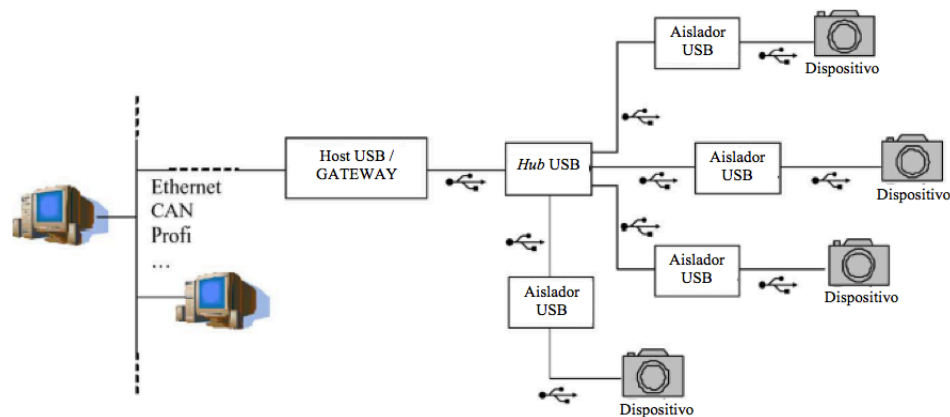 Aislador
USB
Dispositivo
Host USB /
GATEWAY
Hub USB
Aislador
USB
Dispositivo
Ethernet
CAN
Profi
...
Aislador
USB
Dispositivo
Aislador
USB
Dispositivo